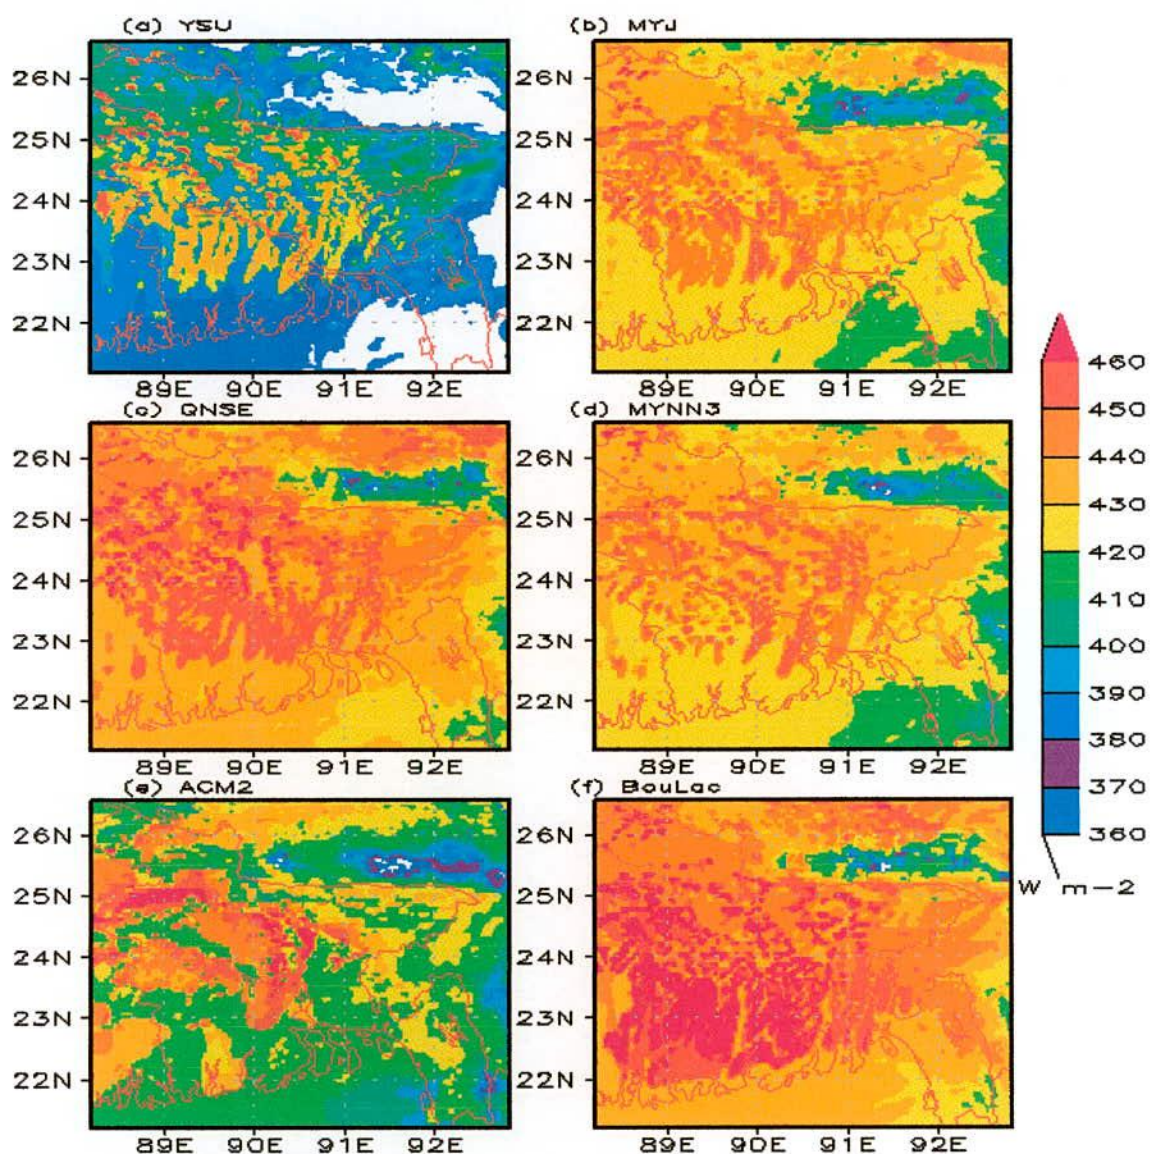 (a) YSU
(b) MYJ
26N
25N
24N
23N
22N
89E 90E 91E 92E
26N
25N
24N
23N
22N
89E 90E 91E 92E
(c) QNSE
(d) MYNN3
26N
25N
24N
23N
22N
89E 90E 91E 92E
26N
25N
24N
23N
22N
89E 90E 91E 92E
(e) ACM2
(f) BouLac
26N
25N
24N
23N
22N
89E 90E 91E 92E
26N
25N
24N
23N
22N
89E 90E 91E 92E
460
450
440
430
420
410
400
390
380
370
360
W m-2